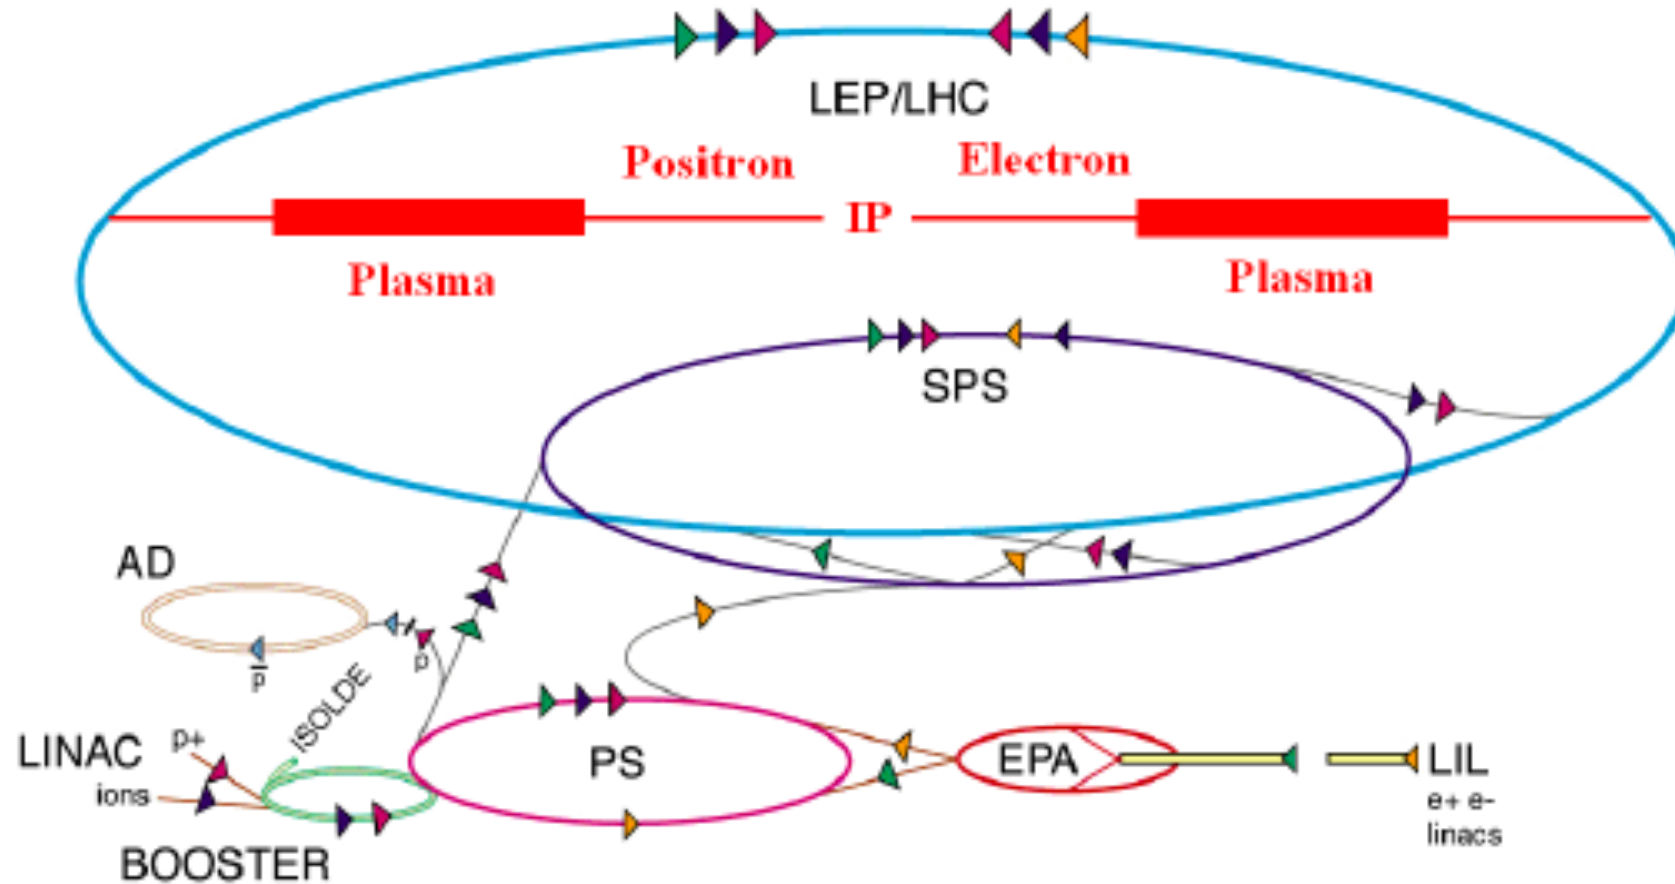 LEP/LHC
Positron
Electron
IP
Plasma
Plasma
SPS
AD
p
p̅
ISOLDE
LINAC
p+
ions
PS
EPA
LIL
e+ e-
linacs
BOOSTER